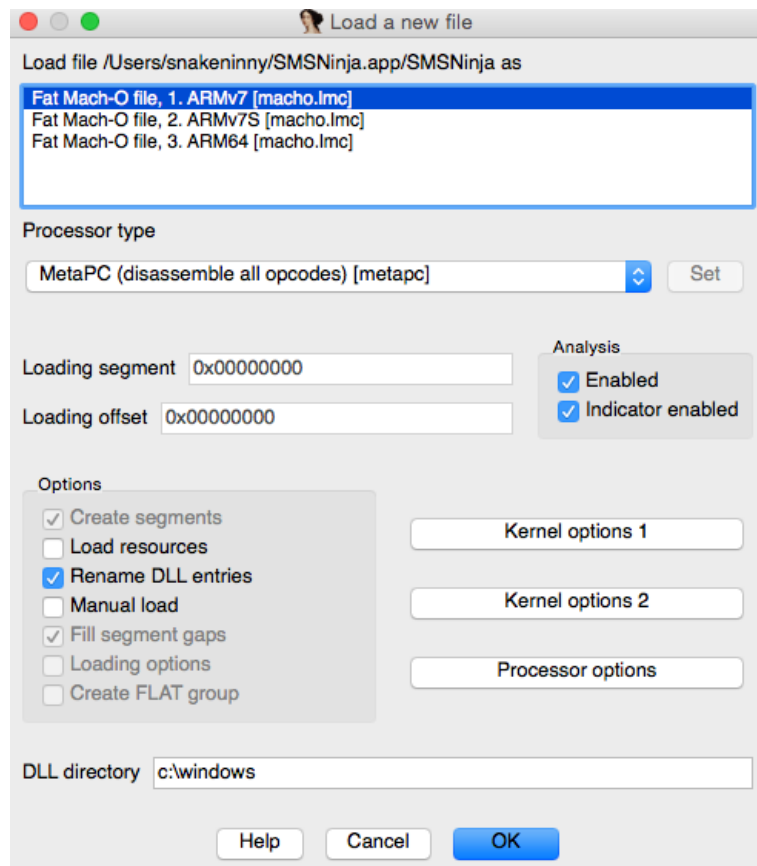 Load a new file
Load file /Users/snakeninny/SMSNinja.app/SMSNinja as
Fat Mach-O file, 1. ARMv7 [macho.lmc]
Fat Mach-O file, 2. ARMv7S [macho.lmc]
Fat Mach-O file, 3. ARM64 [macho.lmc]
Processor type
MetaPC (disassemble all opcodes) [metapc]
Set
Loading segment 0x00000000
Loading offset 0x00000000
Analysis
Enabled
Indicator enabled
Options
Create segments
Load resources
Rename DLL entries
Manual load
Fill segment gaps
Loading options
Create FLAT group
Kernel options 1
Kernel options 2
Processor options
DLL directory c:\windows
Help Cancel OK